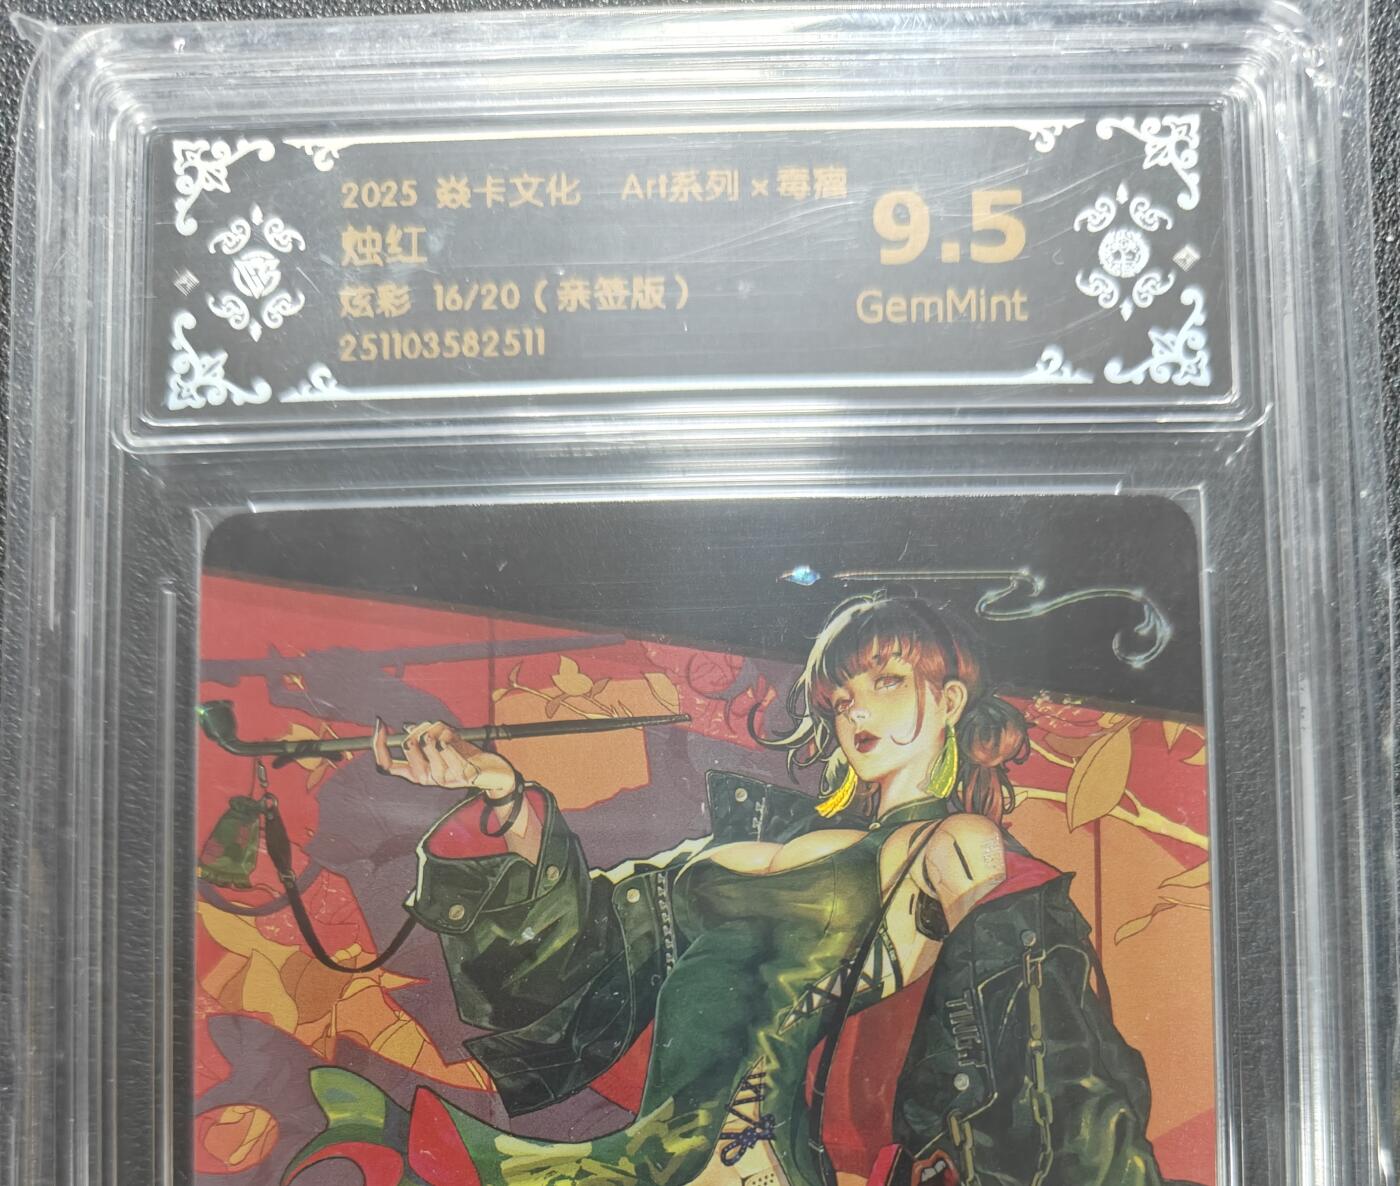 2025 焱卡文化 Art系列 x 毒瘤
9.5
烛红
GemMint
炫彩 16/20 (亲签版)
251103582511